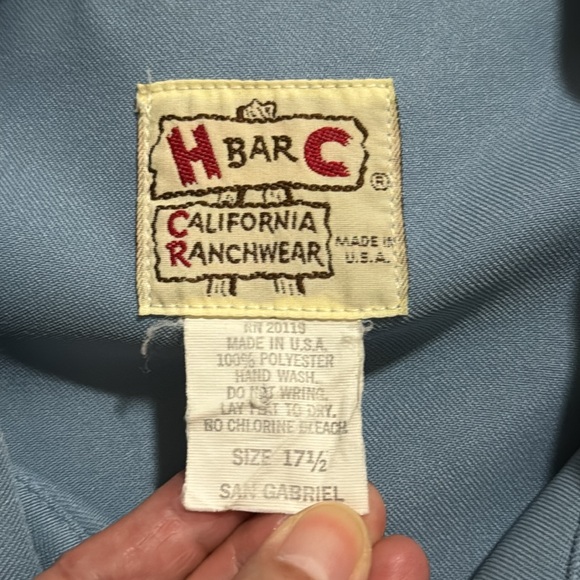 H BAR C
®
CALIFORNIA
RANCHWEAR
MADE IN
U.S.A.
RN 20119
MADE IN U.S.A.
100% POLYESTER
HAND WASH.
DO NOT WRING.
LAY FLAT TO DRY.
NO CHLORINE BLEACH.
SIZE 17½
SAN GABRIEL